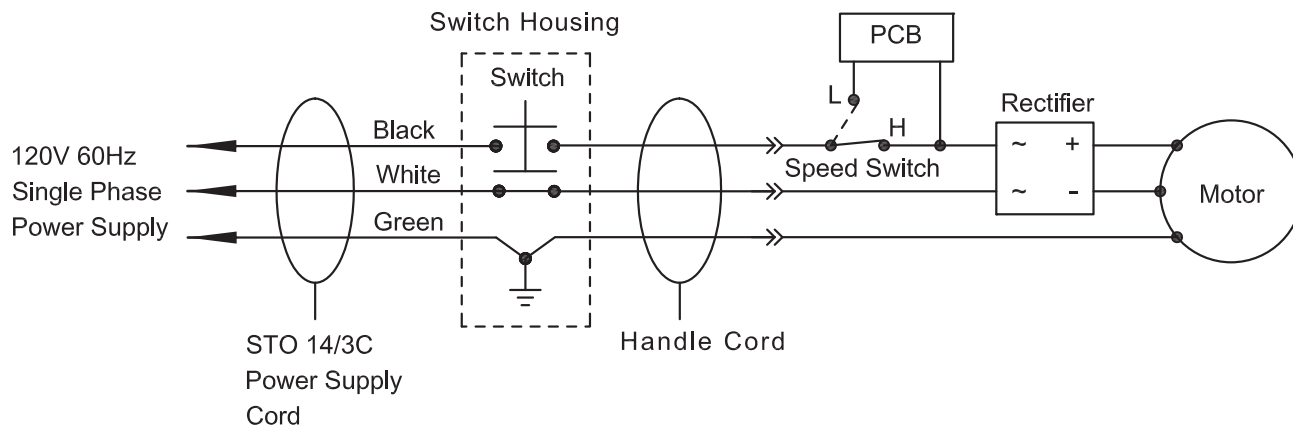 Switch Housing
Switch
PCB
L
H
Rectifier
Black
120V 60Hz
Single Phase
Power Supply
White
Green
Speed Switch
~ +
~ -
Motor
STO 14/3C
Power Supply
Cord
Handle Cord